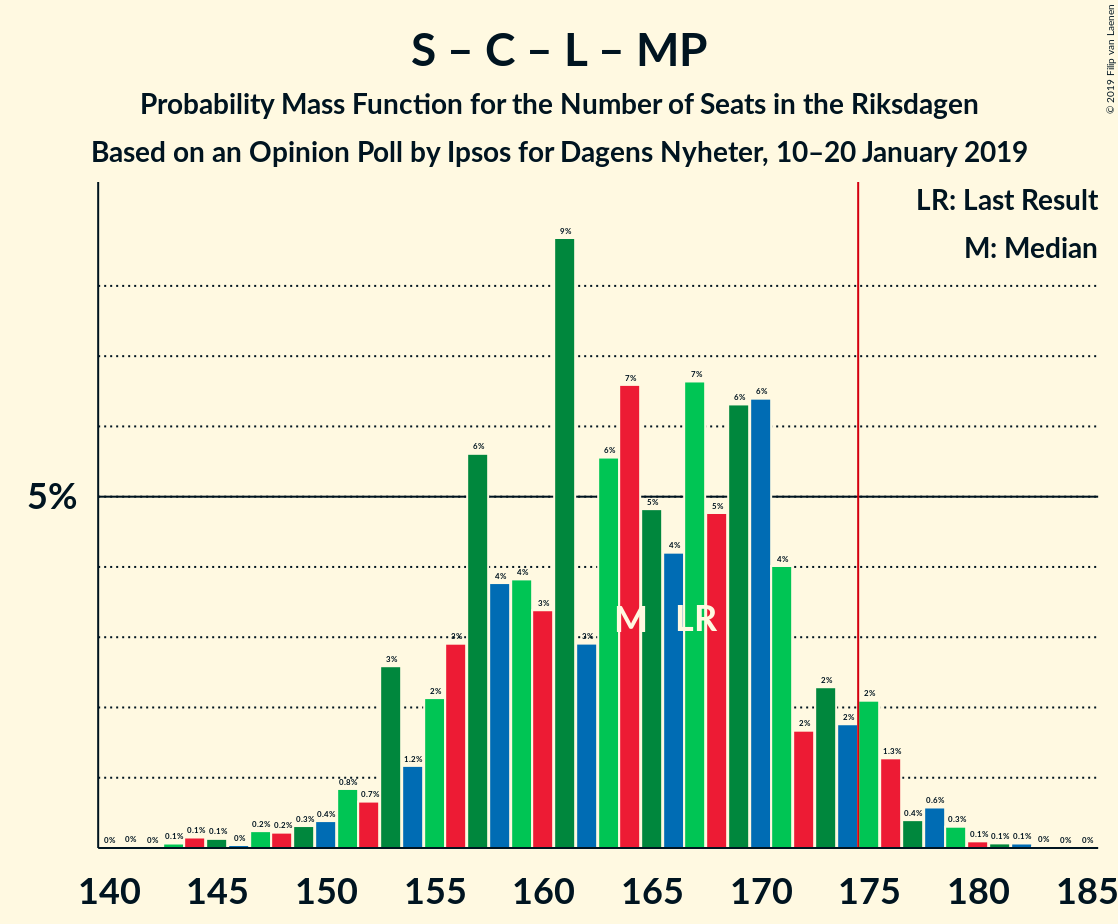 S – C – L – MP
Probability Mass Function for the Number of Seats in the Riksdagen
Based on an Opinion Poll by Ipsos for Dagens Nyheter, 10–20 January 2019
© 2019 Filip van Laenen
LR: Last Result
M: Median
5%
0% 0% 0% 0.1% 0.1% 0.1% 0% 0.2% 0.2% 0.3% 0.4% 0.8% 0.7% 3% 1.2% 2% 3% 6% 4% 4% 3% 9% 3% 6% 7% 5% 4% 7% 5% 6% 6% 4% 2% 2% 2% 2% 1.3% 0.4% 0.6% 0.3% 0.1% 0.1% 0.1% 0% 0% 0%
M LR
140 145 150 155 160 165 170 175 180 185